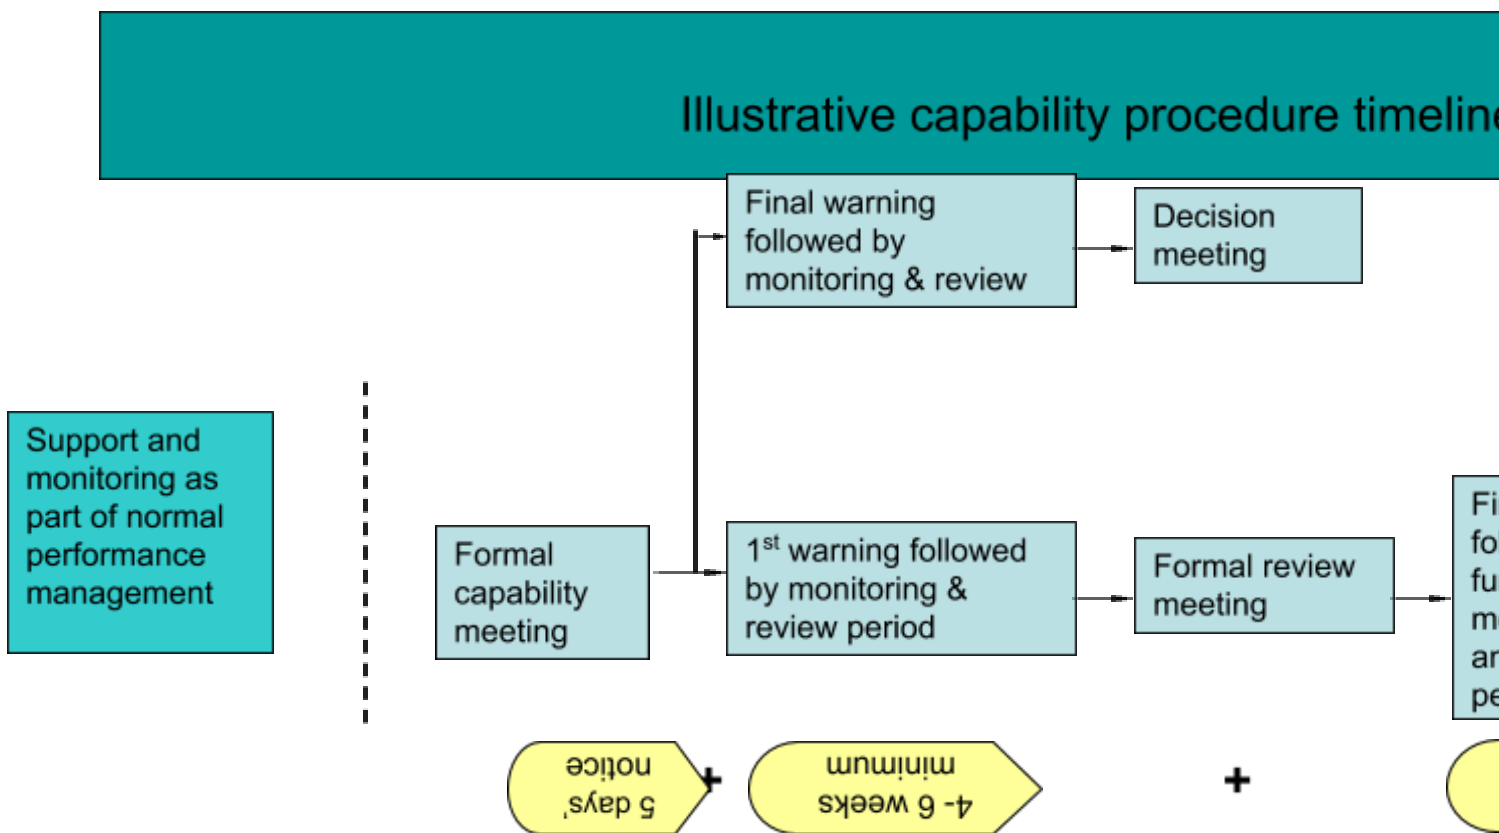 Illustrative capability procedure timeline
Final warning
followed by
monitoring & review
Decision
meeting
Support and
monitoring as
part of normal
performance
management
Formal
capability
meeting
1st warning followed
by monitoring &
review period
Formal review
meeting
5 days'
notice
+
4- 6 weeks
minimum
+